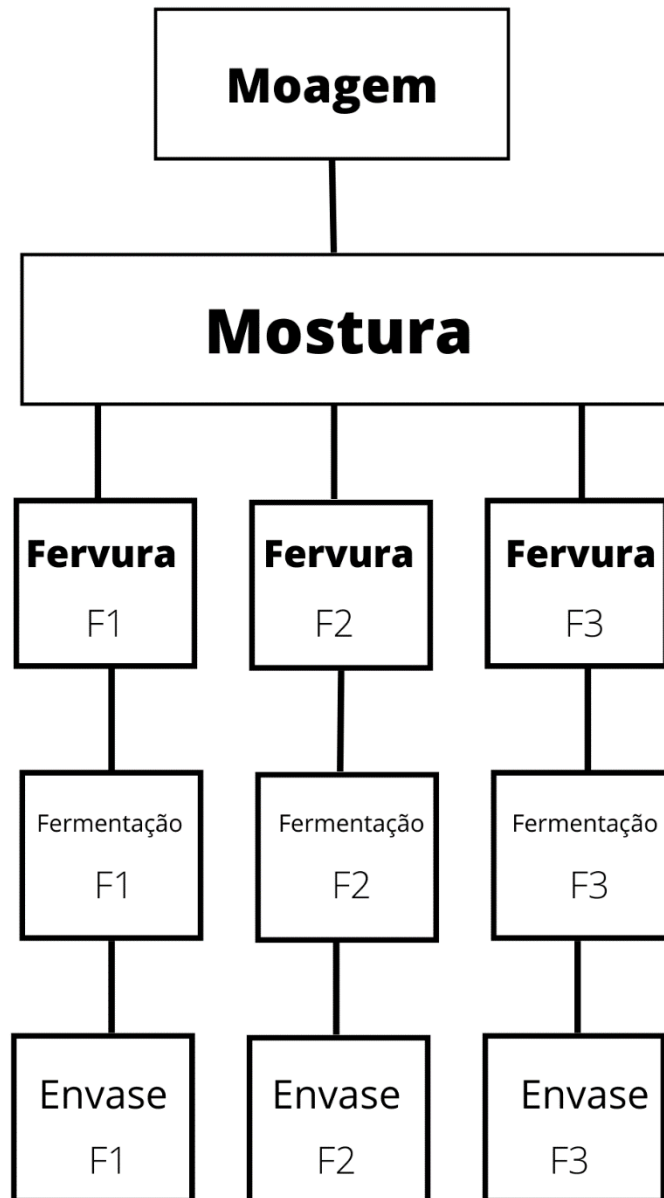 Moagem
Mostura
Fervura
F1
Fervura
F2
Fervura
F3
Fermentação
F1
Fermentação
F2
Fermentação
F3
Envase
F1
Envase
F2
Envase
F3